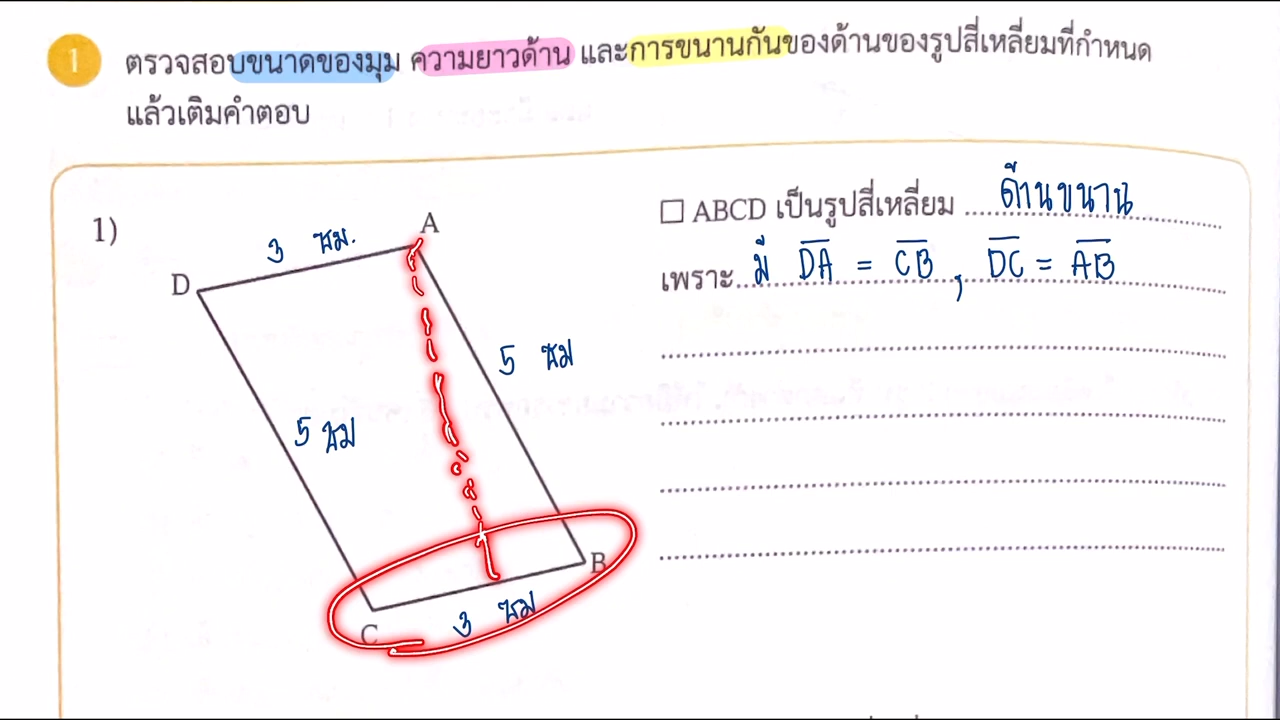 1 ตรวจสอบขนาดของมุม ความยาวด้าน และการขนานกันของด้านของรูปสี่เหลี่ยมที่กำหนด
แล้วเติมคำตอบ
1)
A
3 ซม.
D
5 ซม
5 ซม
B
C
3 ซม
□ ABCD เป็นรูปสี่เหลี่ยม ด้านขนาน
เพราะ มี D̅A̅ = C̅B̅ , D̅C̅ = A̅B̅